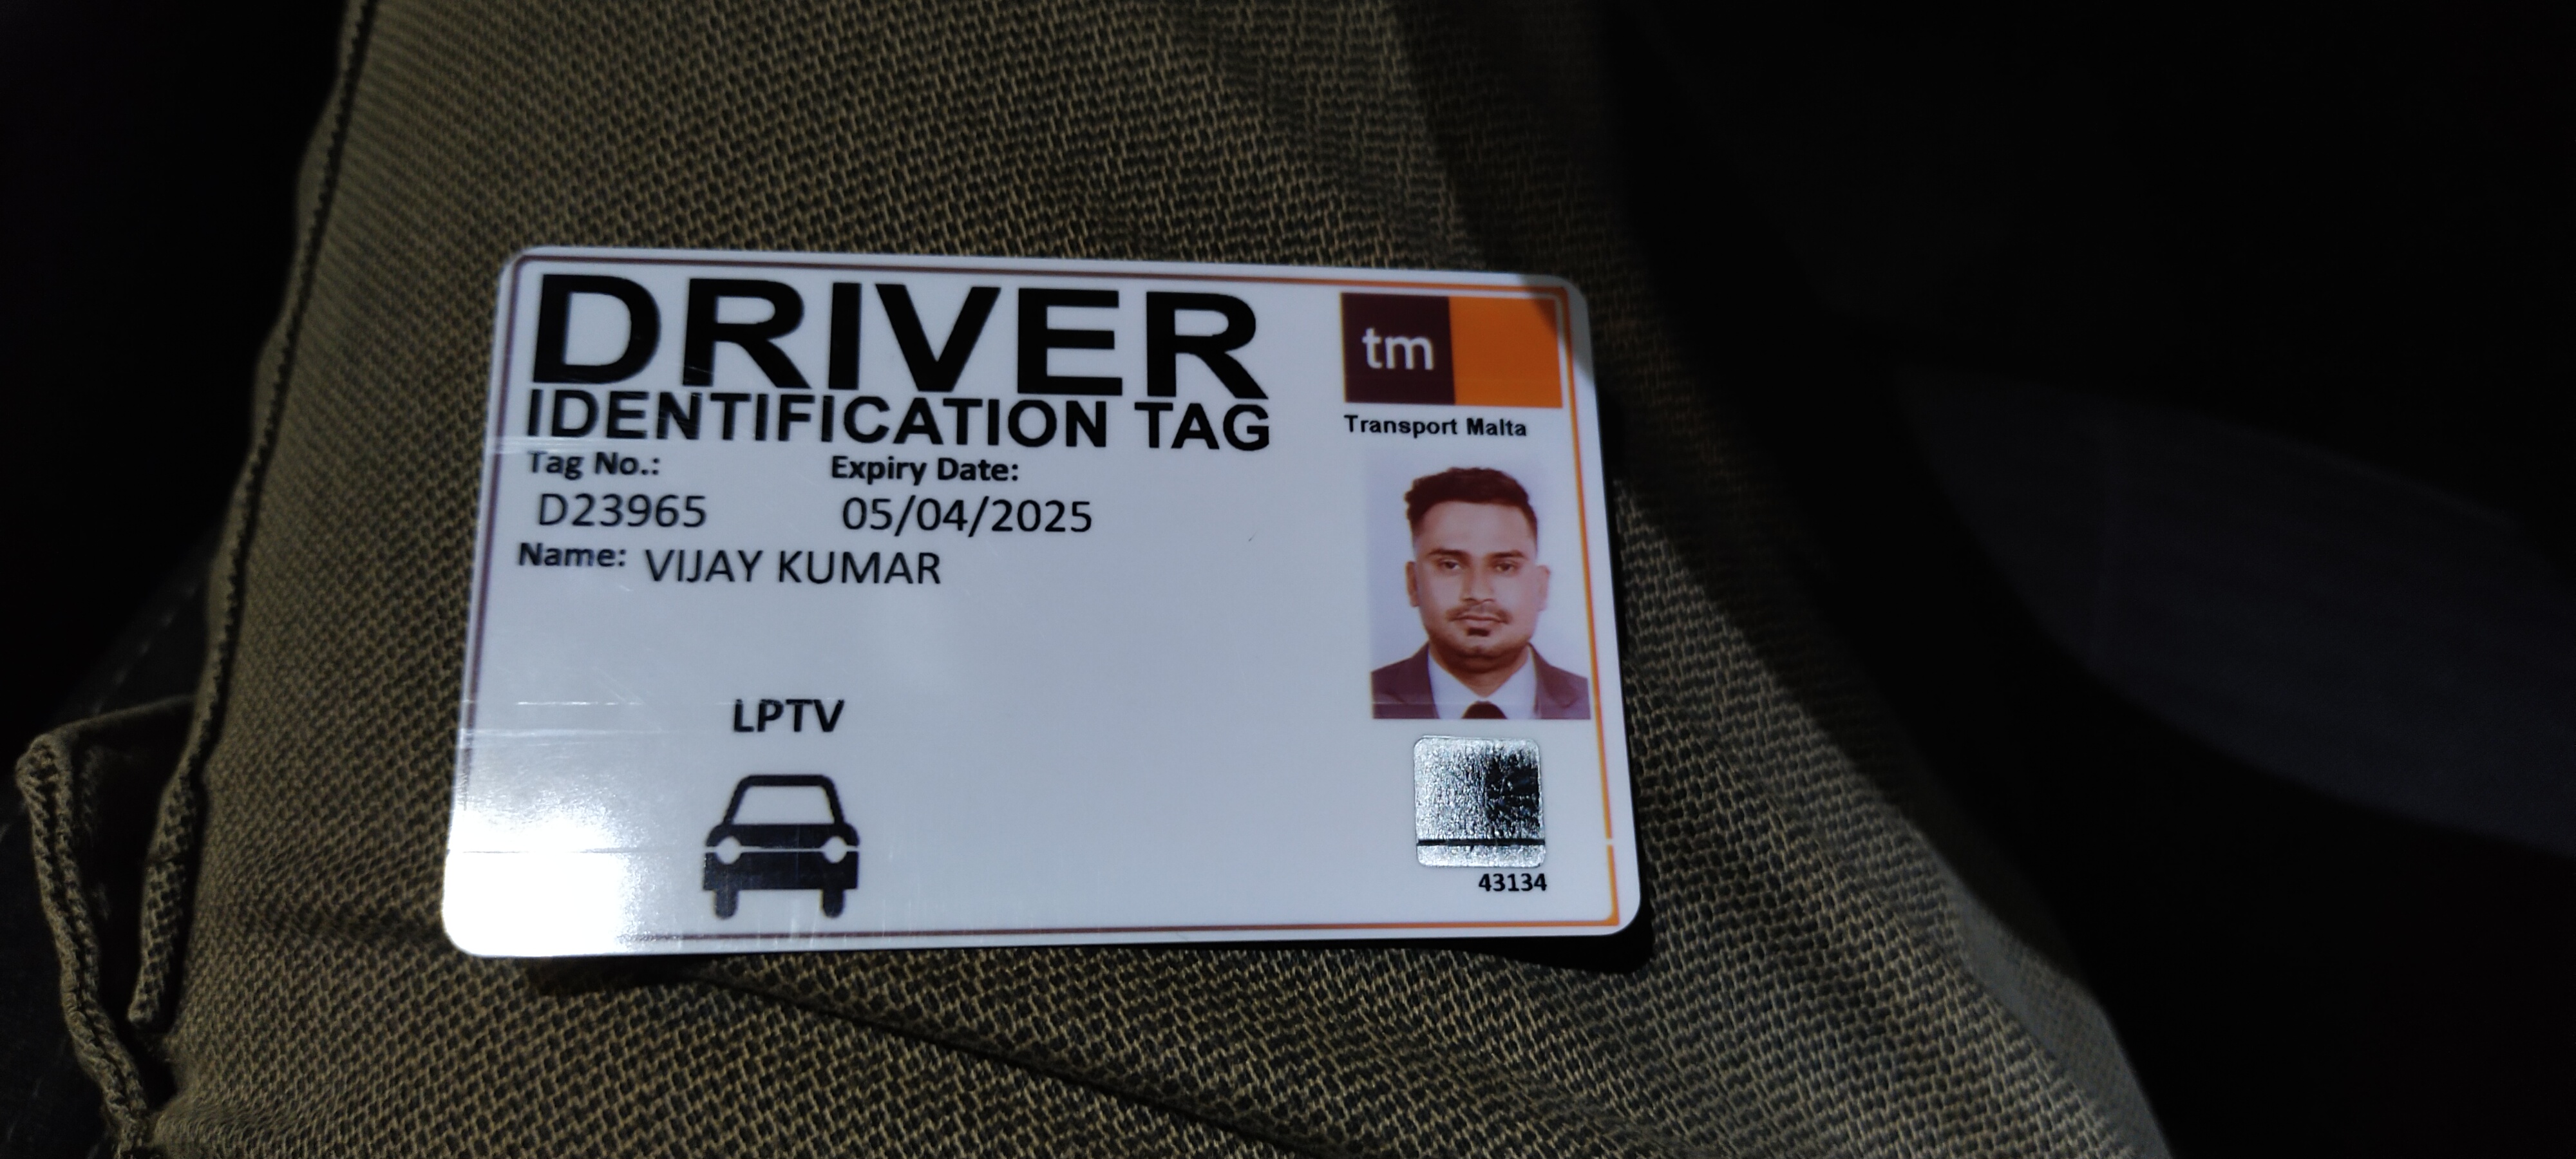 DRIVER
IDENTIFICATION TAG
tm
Transport Malta
Tag No.: Expiry Date:
D23965 05/04/2025
Name: VIJAY KUMAR
LPTV
43134